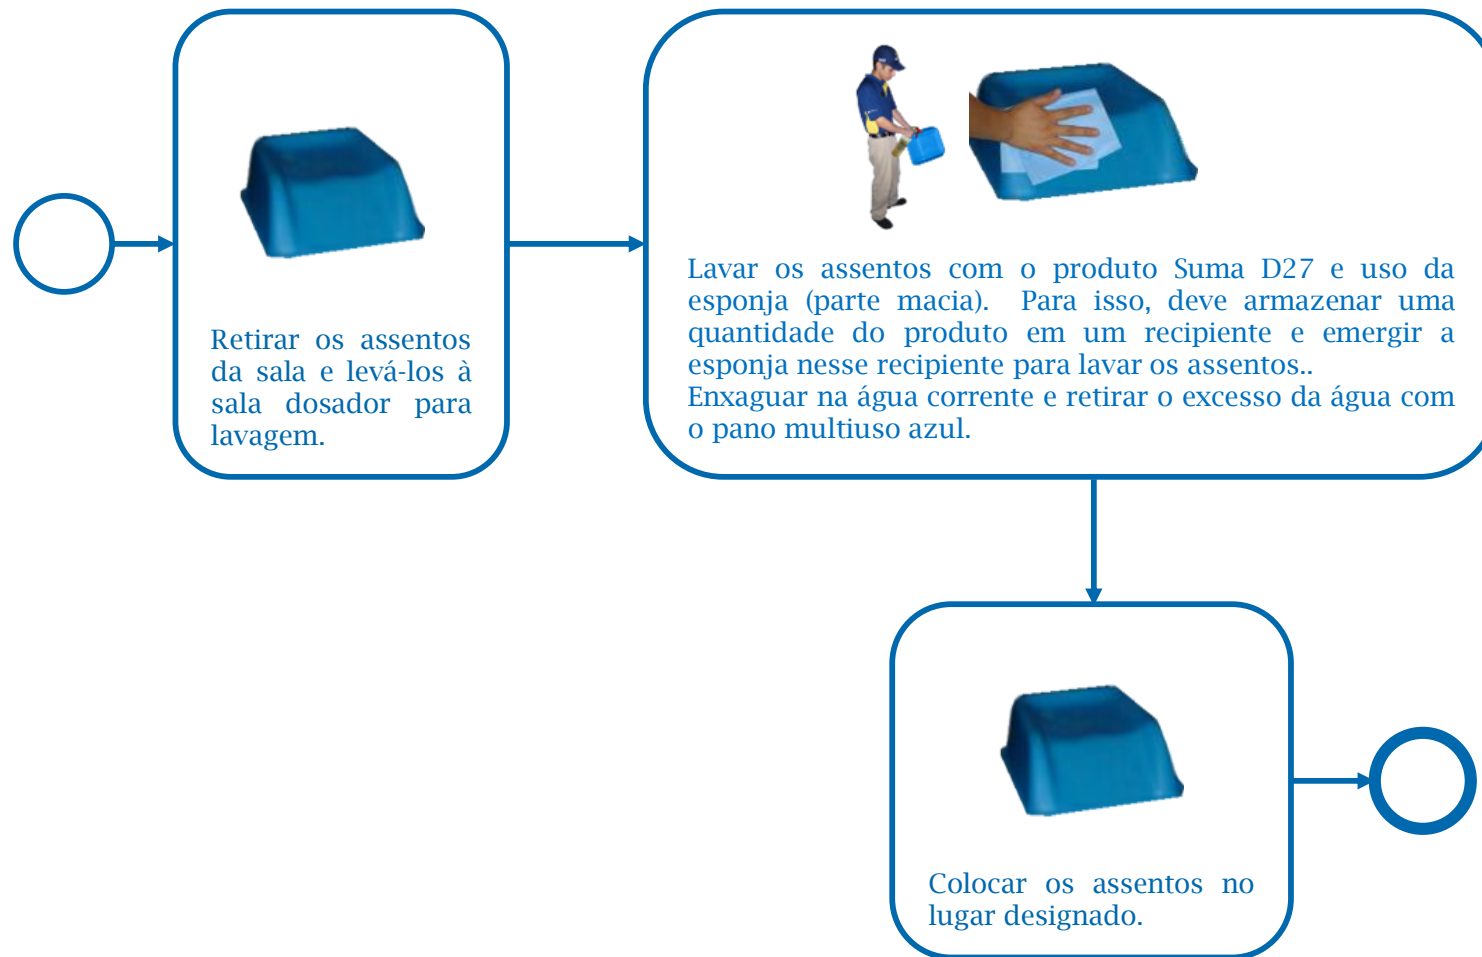 Retirar os assentos
da sala e levá-los à
sala dosador para
lavagem.
Lavar os assentos com o produto Suma D27 e uso da
esponja (parte macia). Para isso, deve armazenar uma
quantidade do produto em um recipiente e emergir a
esponja nesse recipiente para lavar os assentos..
Enxaguar na água corrente e retirar o excesso da água com
o pano multiuso azul.
Colocar os assentos no
lugar designado.